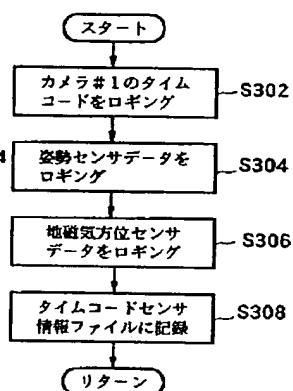 スタート
カメラ#1のタイム
コードをロギング
S302
姿勢センサデータを
ロギング
S304
地磁気方位センサ
データをロギング
S306
タイムコードセンサ
情報ファイルに記録
S308
リターン